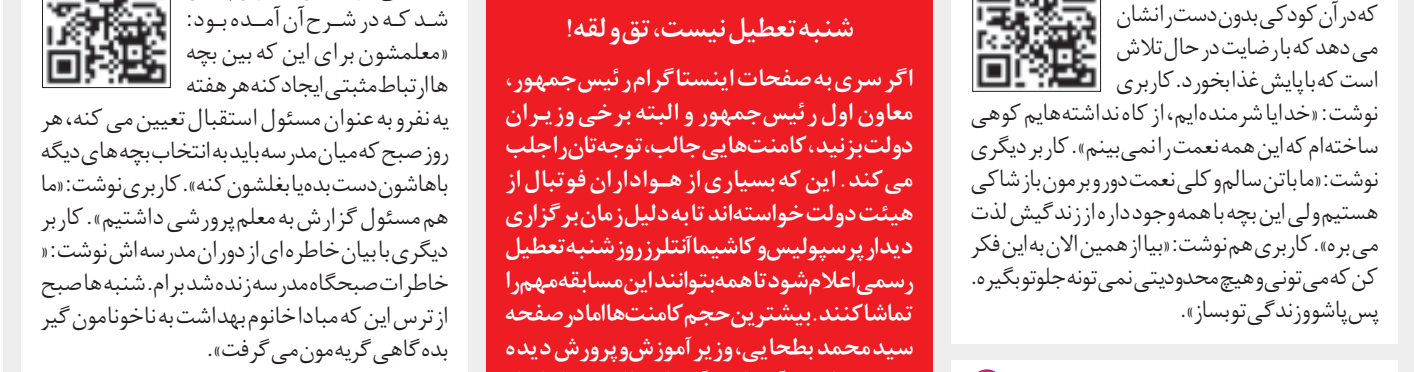 که در آن کودکی بدون دست را نشان
می دهد که با رضایت در حال تلاش
است که با پایش غذا بخورد. کاربری
نوشت: «خدایا شرمنده‌ایم، از کاه نداشته‌هایم کوهی
ساخته‌ام که این همه نعمت را نمی‌بینم». کاربر دیگری
نوشت: «ما با تن سالم و کلی نعمت دور و برمون باز شاکی
هستیم ولی این بچه با همه وجود داره از زندگیش لذت
می بره». کاربری هم نوشت: «بیا از همین الان به این فکر
کن که می تونی و هیچ محدودیتی نمی تونه جلوتو بگیره.
پس پاشو و زندگی تو بساز».
شنبه تعطیل نیست، تق و لقه!
اگر سری به صفحات اینستاگرام رئیس جمهور،
معاون اول رئیس جمهور و البته برخی وزیران
دولت بزنید، کامنت‌هایی جالب، توجه تان را جلب
می کند. این که بسیاری از هواداران فوتبال از
هیئت دولت خواسته‌اند تا به دلیل زمان برگزاری
دیدار پرسپولیس و کاشیما آنتلرز روز شنبه تعطیل
رسمی اعلام شود تا همه بتوانند این مسابقه مهم را
تماشا کنند. بیشترین حجم کامنت ها اما در صفحه
سید محمد بطحایی، وزیر آموزش و پرورش دیده
شد که در شرح آن آمده بود:
«معلمشون برای این که بین بچه
ها ارتباط مثبتی ایجاد کنه هر هفته
یه نفرو به عنوان مسئول استقبال تعیین می کنه، هر
روز صبح که میان مدرسه باید به انتخاب بچه های دیگه
باهاشون دست بده یا بغلشون کنه». کاربری نوشت: «ما
هم مسئول گزارش به معلم پرورشی داشتیم». کاربر
دیگری با بیان خاطره ای از دوران مدرسه اش نوشت: «
خاطرات صبحگاه مدرسه زنده شد برام. شنبه ها صبح
از ترس این که مبادا خانوم بهداشت به ناخونامون گیر
بده گاهی گریه مون می گرفت».